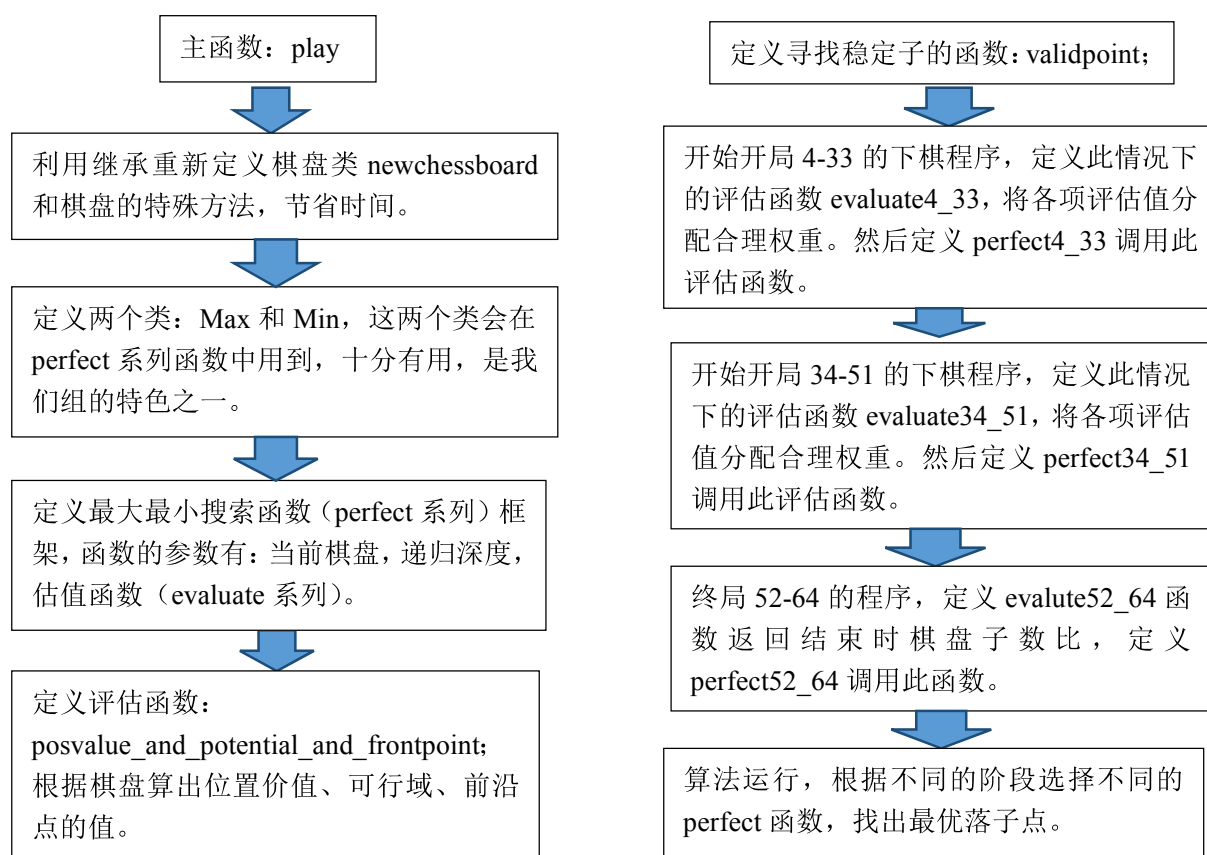 主函数：play
利用继承重新定义棋盘类 newchessboard
和棋盘的特殊方法，节省时间。
定义两个类：Max 和 Min，这两个类会在
perfect 系列函数中用到，十分有用，是我
们组的特色之一。
定义最大最小搜索函数（perfect 系列）框
架，函数的参数有：当前棋盘，递归深度，
估值函数（evaluate 系列）。
定义评估函数：
posvalue_and_potential_and_frontpoint;
根据棋盘算出位置价值、可行域、前沿
点的值。
定义寻找稳定子的函数：validpoint;
开始开局 4-33 的下棋程序，定义此情况下
的评估函数 evaluate4_33，将各项评估值分
配合理权重。然后定义 perfect4_33 调用此
评估函数。
开始开局 34-51 的下棋程序，定义此情况
下的评估函数 evaluate34_51，将各项评估
值分配合理权重。然后定义 perfect34_51
调用此评估函数。
终局 52-64 的程序，定义 evalute52_64 函
数返回结束时棋盘子数比，定义
perfect52_64 调用此函数。
算法运行，根据不同的阶段选择不同的
perfect 函数，找出最优落子点。